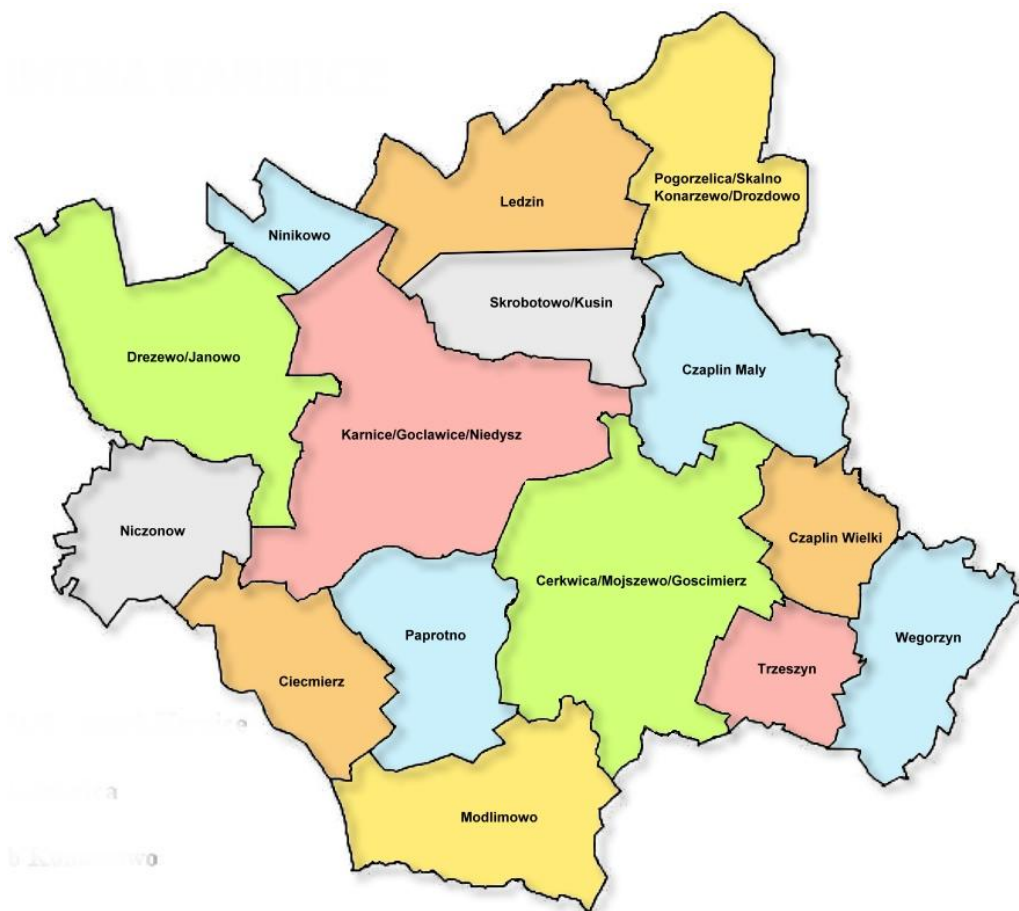 Pogorzelica/Skalno
Konarzewo/Drozdowo
Ledzin
Ninikowo
Skrobotowo/Kusin
Drezewo/Janowo
Czaplin Maly
Karnice/Goclawice/Niedysz
Niczonow
Czaplin Wielki
Cerkwica/Mojszewo/Goscimierz
Paprotno
Wegorzyn
Trzeszyn
Ciecmierz
Modlimowo